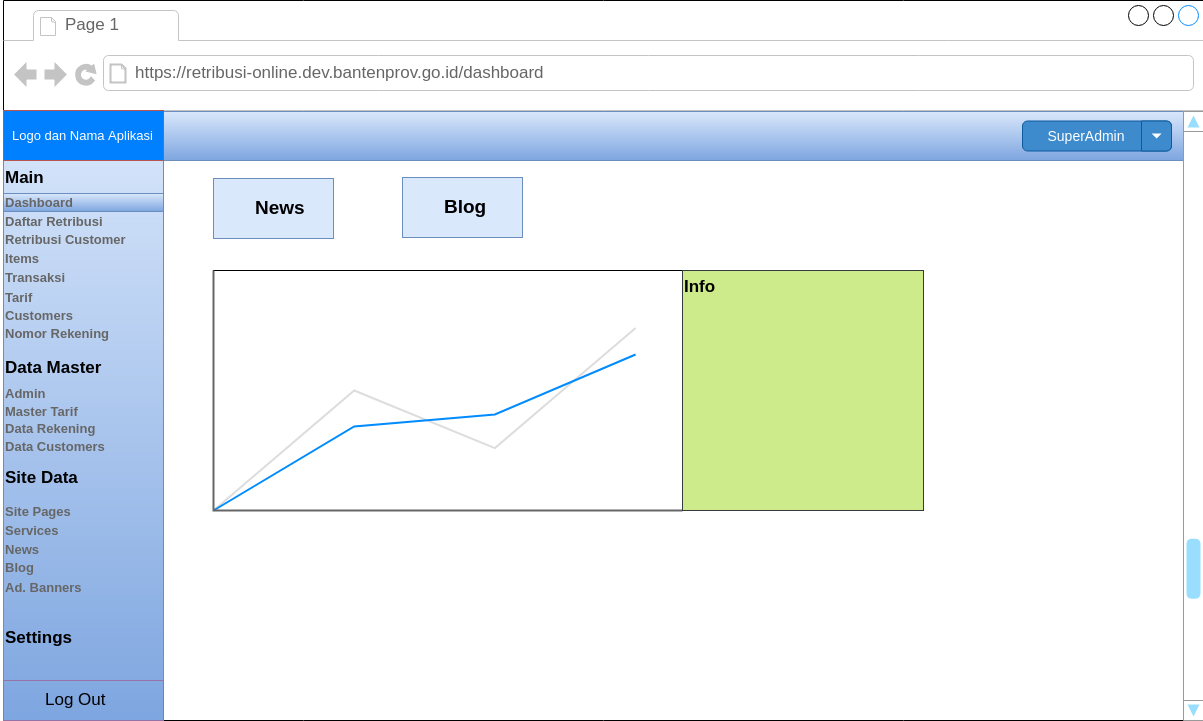 Page 1
https://retribusi-online.dev.bantenprov.go.id/dashboard
Logo dan Nama Aplikasi
SuperAdmin
Main
Dashboard
Daftar Retribusi
Retribusi Customer
Items
Transaksi
Tarif
Customers
Nomor Rekening
Data Master
Admin
Master Tarif
Data Rekening
Data Customers
Site Data
Site Pages
Services
News
Blog
Ad. Banners
Settings
Log Out
News
Blog
Info